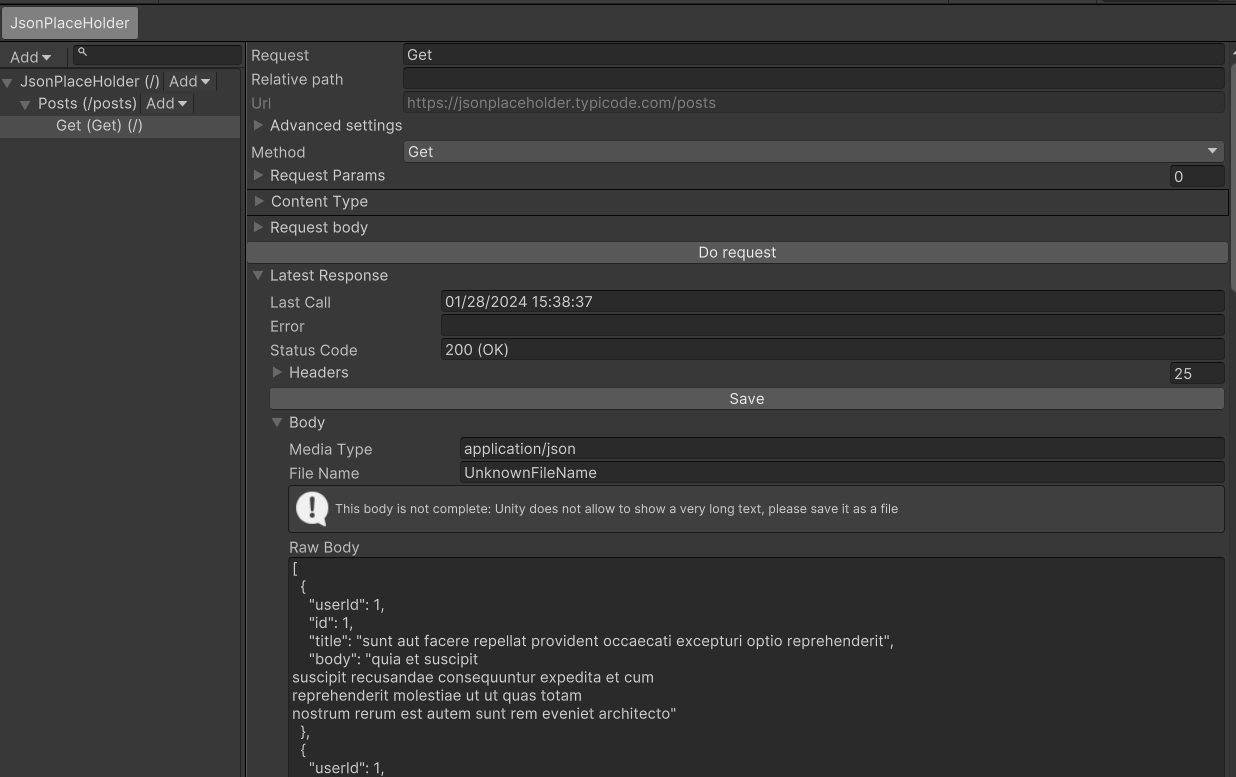 JsonPlaceHolder
Add
JsonPlaceHolder (/) Add
Posts (/posts) Add
Get (Get) (/)
Request Get
Relative path
Url https://jsonplaceholder.typicode.com/posts
Advanced settings
Method Get
Request Params 0
Content Type
Request body
Do request
Latest Response
Last Call 01/28/2024 15:38:37
Error
Status Code 200 (OK)
Headers 25
Save
Body
Media Type application/json
File Name UnknownFileName
This body is not complete: Unity does not allow to show a very long text, please save it as a file
Raw Body
[
{
"userId": 1,
"id": 1,
"title": "sunt aut facere repellat provident occaecati excepturi optio reprehenderit",
"body": "quia et suscipit
suscipit recusandae consequuntur expedita et cum
reprehenderit molestiae ut ut quas totam
nostrum rerum est autem sunt rem eveniet architecto"
},
{
"userId": 1,